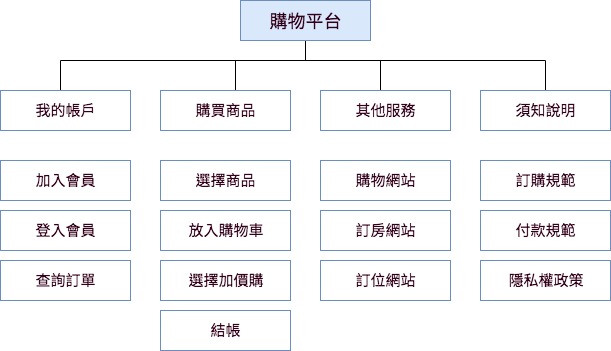 購物平台
我的帳戶
購買商品
其他服務
須知說明
加入會員
選擇商品
購物網站
訂購規範
登入會員
放入購物車
訂房網站
付款規範
查詢訂單
選擇加價購
訂位網站
隱私權政策
結帳